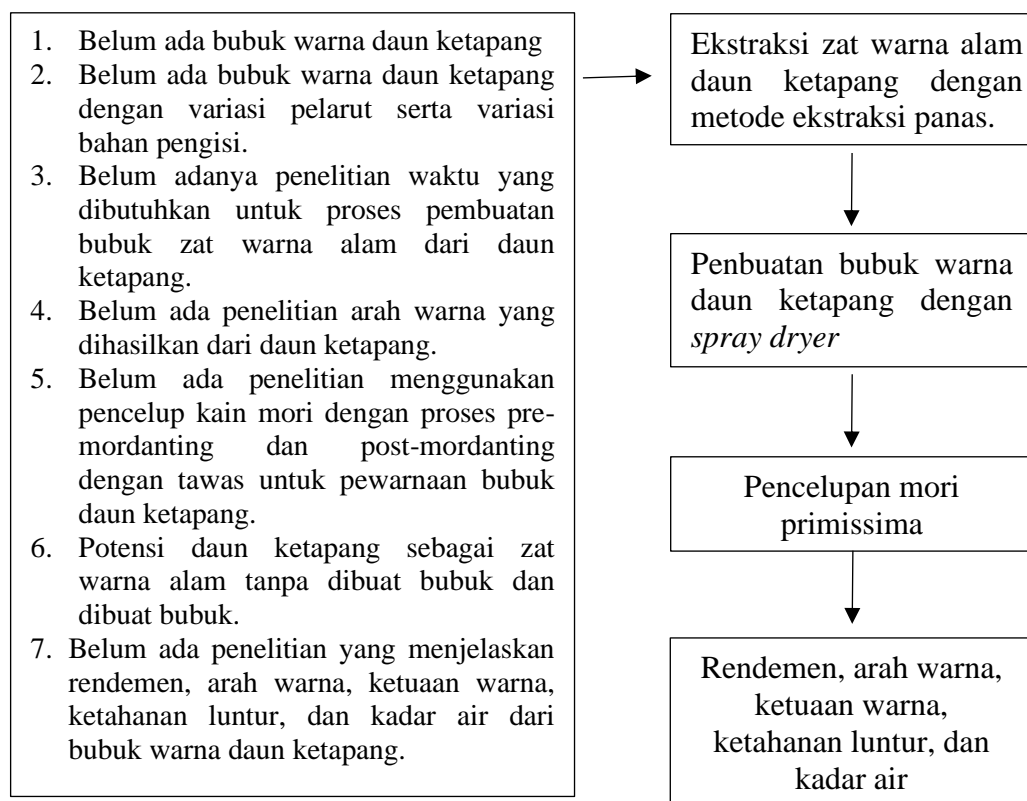 1. Belum ada bubuk warna daun ketapang
2. Belum ada bubuk warna daun ketapang
dengan variasi pelarut serta variasi
bahan pengisi.
3. Belum adanya penelitian waktu yang
dibutuhkan untuk proses pembuatan
bubuk zat warna alam dari daun
ketapang.
4. Belum ada penelitian arah warna yang
dihasilkan dari daun ketapang.
5. Belum ada penelitian menggunakan
pencelup kain mori dengan proses pre-
mordanting dan post-mordanting
dengan tawas untuk pewarnaan bubuk
daun ketapang.
6. Potensi daun ketapang sebagai zat
warna alam tanpa dibuat bubuk dan
dibuat bubuk.
7. Belum ada penelitian yang menjelaskan
rendemen, arah warna, ketuaan warna,
ketahanan luntur, dan kadar air dari
bubuk warna daun ketapang.
Ekstraksi zat warna alam
daun ketapang dengan
metode ekstraksi panas.
Penbuatan bubuk warna
daun ketapang dengan
spray dryer
Pencelupan mori
primissima
Rendemen, arah warna,
ketuaan warna,
ketahanan luntur, dan
kadar air